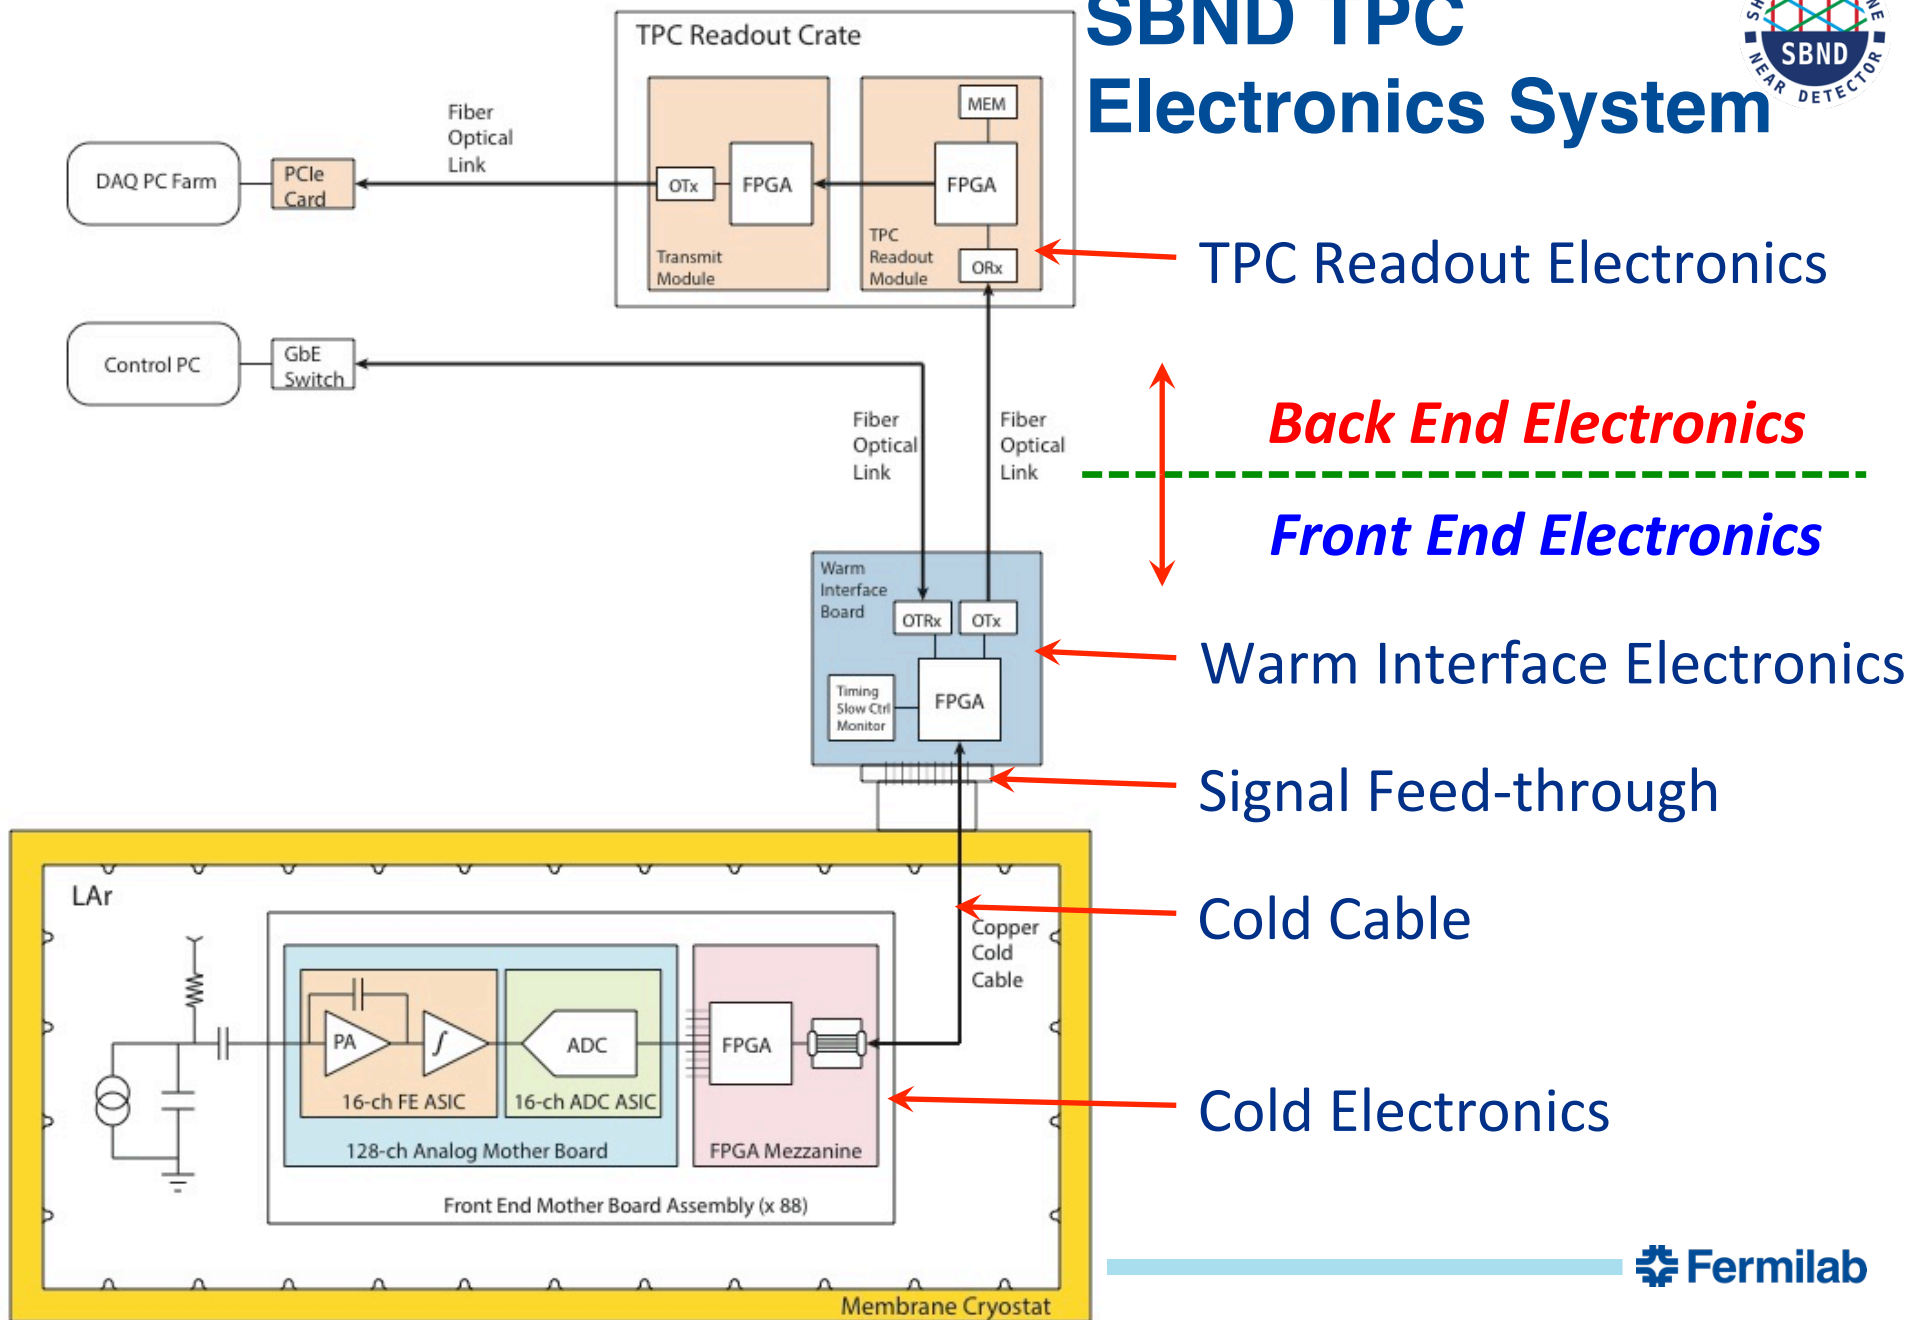 SBND TPC
Electronics System
SBND
NEAR DETECTOR
TPC Readout Crate
MEM
Fiber
Optical
Link
DAQ PC Farm
PCIe
Card
OTx
FPGA
FPGA
Transmit
Module
TPC
Readout
Module
ORx
TPC Readout Electronics
Control PC
GbE
Switch
Fiber
Optical
Link
Fiber
Optical
Link
Back End Electronics
Front End Electronics
Warm
Interface
Board
OTRx
OTx
Timing
Slow Ctrl
Monitor
FPGA
Warm Interface Electronics
Signal Feed-through
LAr
Copper
Cold
Cable
Cold Cable
PA
∫
ADC
FPGA
16-ch FE ASIC
16-ch ADC ASIC
128-ch Analog Mother Board
FPGA Mezzanine
Cold Electronics
Front End Mother Board Assembly (x 88)
Membrane Cryostat
Fermilab